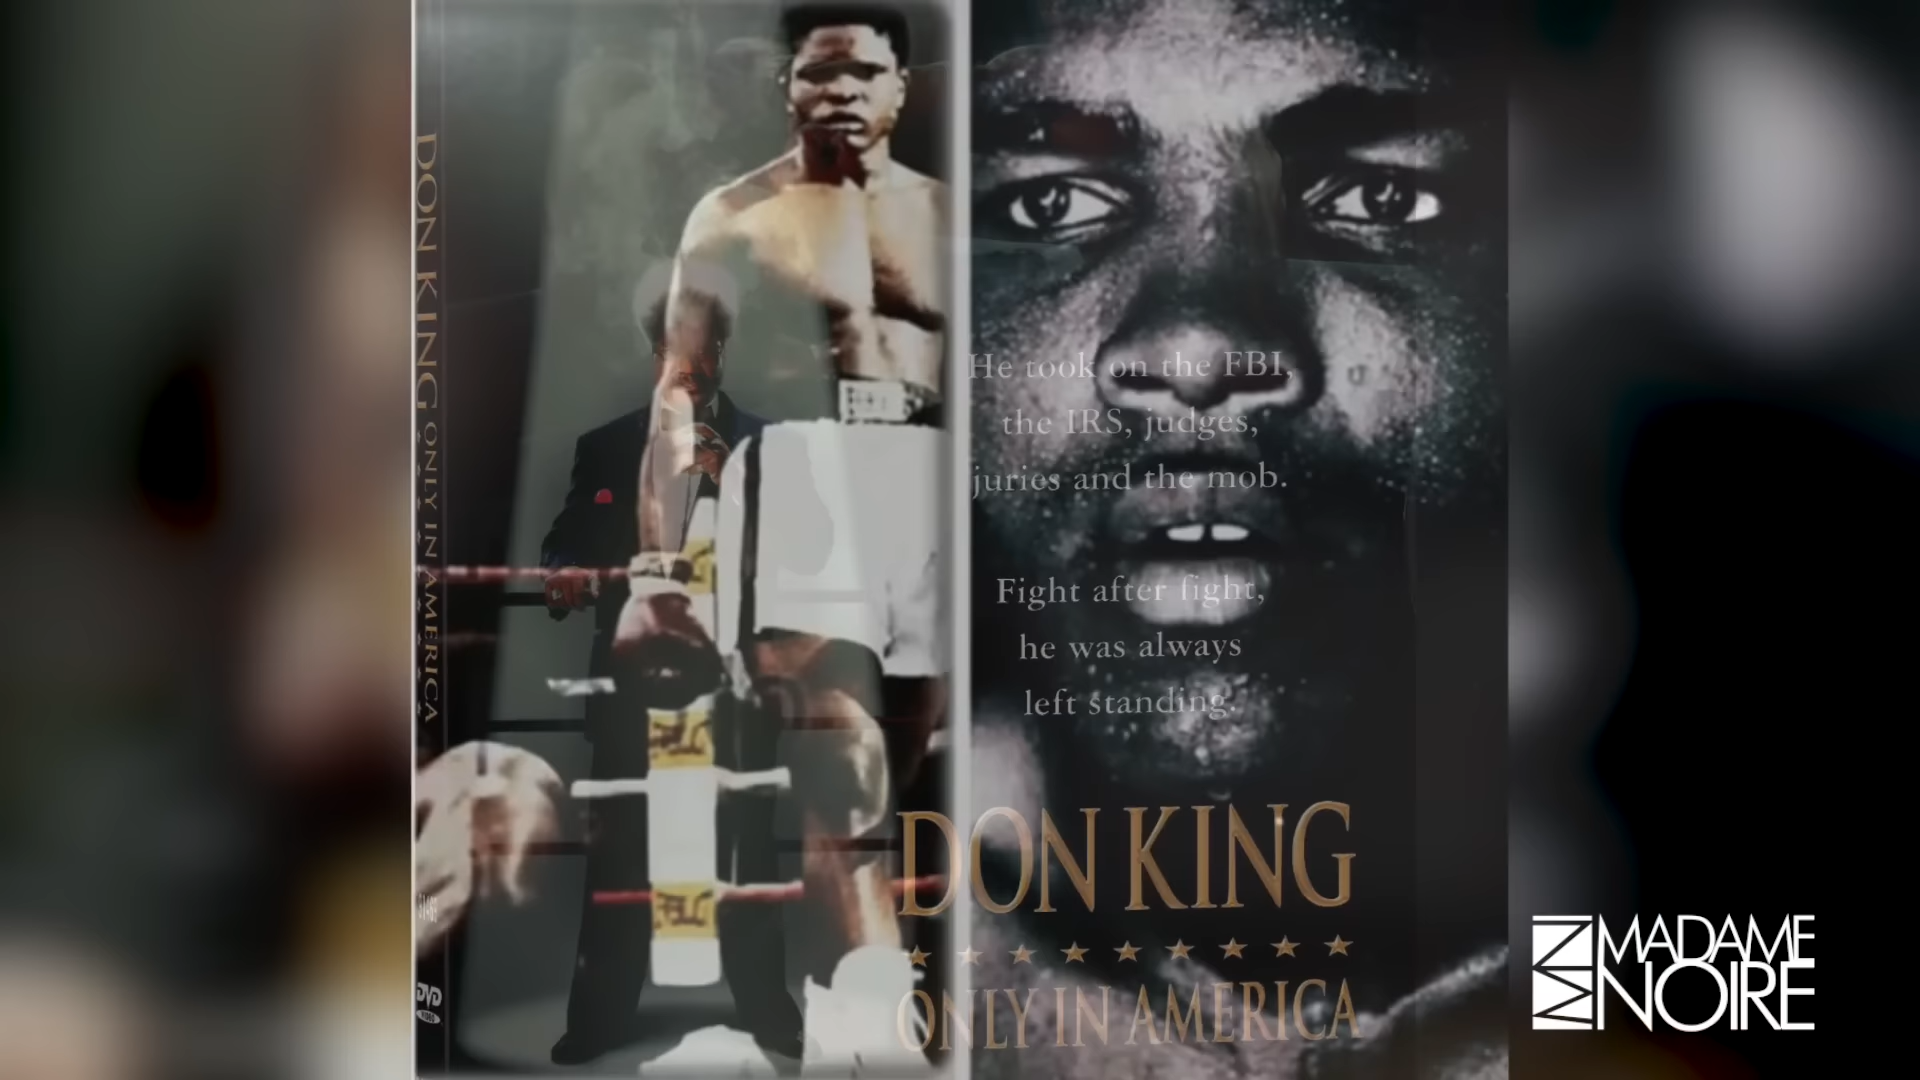 DON KING ONLY IN AMERICA
He took on the FBI,
the IRS, judges,
juries and the mob.
Fight after fight,
he was always
left standing.
DON KING
ONLY IN AMERICA
DVD
VIDEO
MADAME
NOIRE